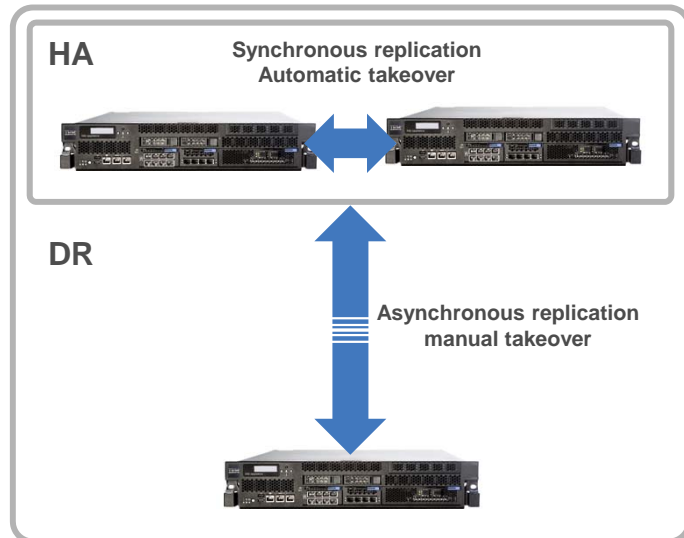 HA
Synchronous replication
Automatic takeover
DR
Asynchronous replication
manual takeover